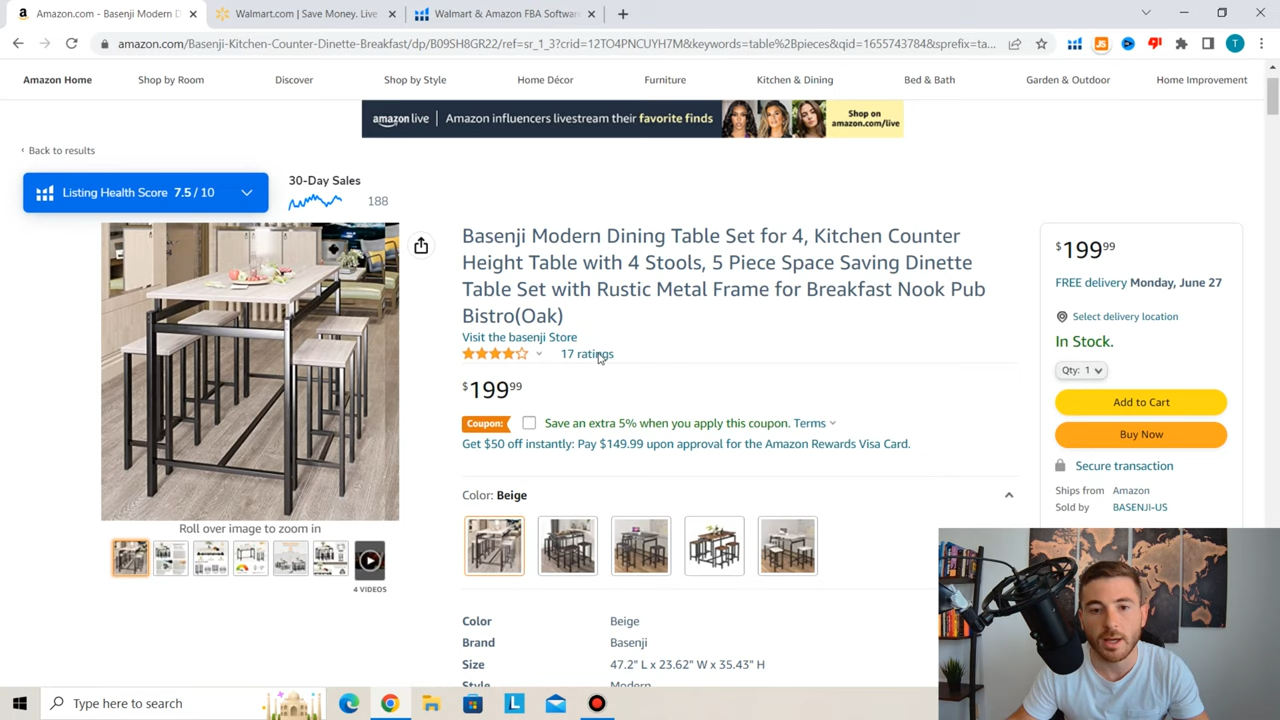 Amazon.com - Basenji Modern D
Walmart.com | Save Money. Live
Walmart & Amazon FBA Software
amazon.com/Basenji-Kitchen-Counter-Dinette-Breakfast/dp/B09SH8GR22/ref=sr_1_3?crid=12TO4PNCUYH7M&keywords=table%2Bpieces&qid=1655743784&sprefix=ta...
T
Amazon Home
Shop by Room
Discover
Shop by Style
Home Décor
Furniture
Kitchen & Dining
Bed & Bath
Garden & Outdoor
Home Improvement
amazon live | Amazon influencers livestream their favorite finds
Shop on
amazon.com/live
‹ Back to results
Listing Health Score 7.5 / 10
30-Day Sales
188
Basenji Modern Dining Table Set for 4, Kitchen Counter
Height Table with 4 Stools, 5 Piece Space Saving Dinette
Table Set with Rustic Metal Frame for Breakfast Nook Pub
Bistro(Oak)
Visit the basenji Store
17 ratings
$199 99
Coupon:
Save an extra 5% when you apply this coupon. Terms
Get $50 off instantly: Pay $149.99 upon approval for the Amazon Rewards Visa Card.
Color: Beige
Color Beige
Brand Basenji
Size 47.2" L x 23.62" W x 35.43" H
Style Modern
Roll over image to zoom in
4 VIDEOS
$199 99
FREE delivery Monday, June 27
Select delivery location
In Stock.
Qty: 1
Add to Cart
Buy Now
Secure transaction
Ships from Amazon
Sold by BASENJI-US
Type here to search
L